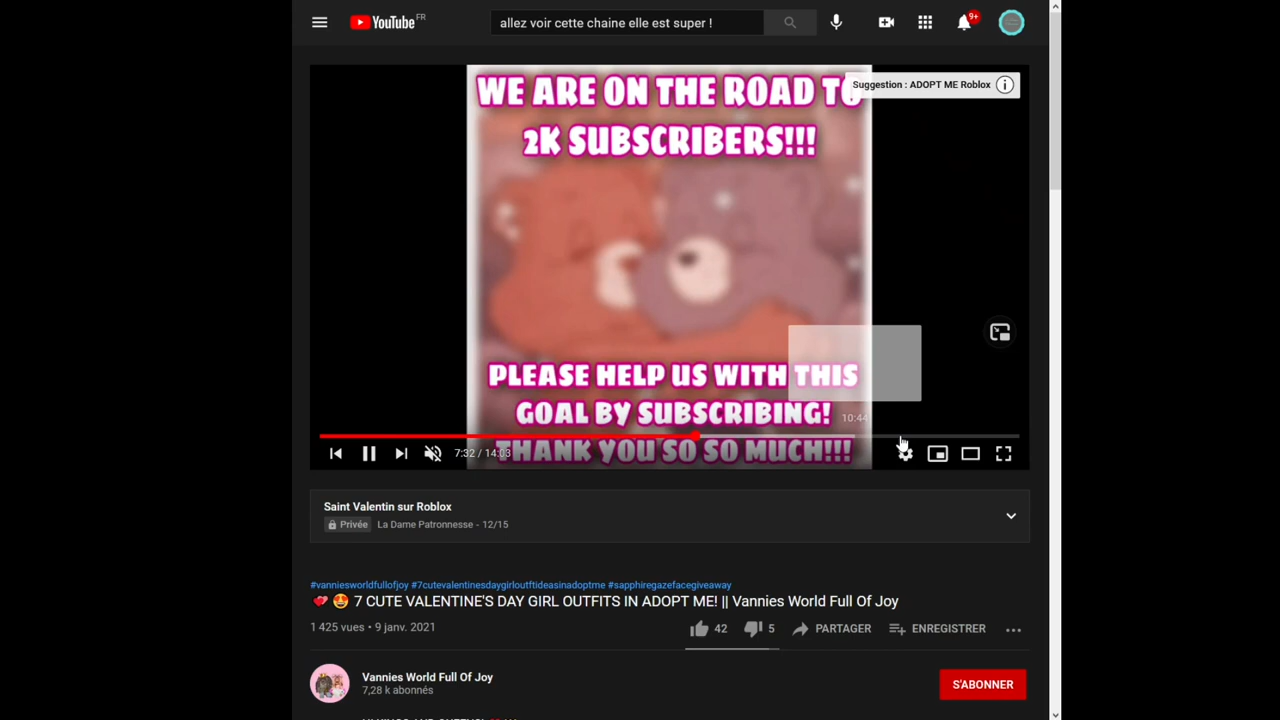 YouTube FR
allez voir cette chaine elle est super !
9+
WE ARE ON THE ROAD TO
Suggestion : ADOPT ME Roblox
2K SUBSCRIBERS!!!
PLEASE HELP US WITH THIS
GOAL BY SUBSCRIBING!
10:44
THANK YOU SO SO MUCH!!!
7:32 / 14:03
Saint Valentin sur Roblox
Privée La Dame Patronnesse - 12/15
#vanniesworldfullofjoy #7cutevalentinesdaygirloutftideasinadoptme #sapphiregazefacegiveaway
💕 🤩 7 CUTE VALENTINE'S DAY GIRL OUTFITS IN ADOPT ME! || Vannies World Full Of Joy
1 425 vues • 9 janv. 2021
42 5 PARTAGER ENREGISTRER
Vannies World Full Of Joy
7,28 k abonnés
S'ABONNER